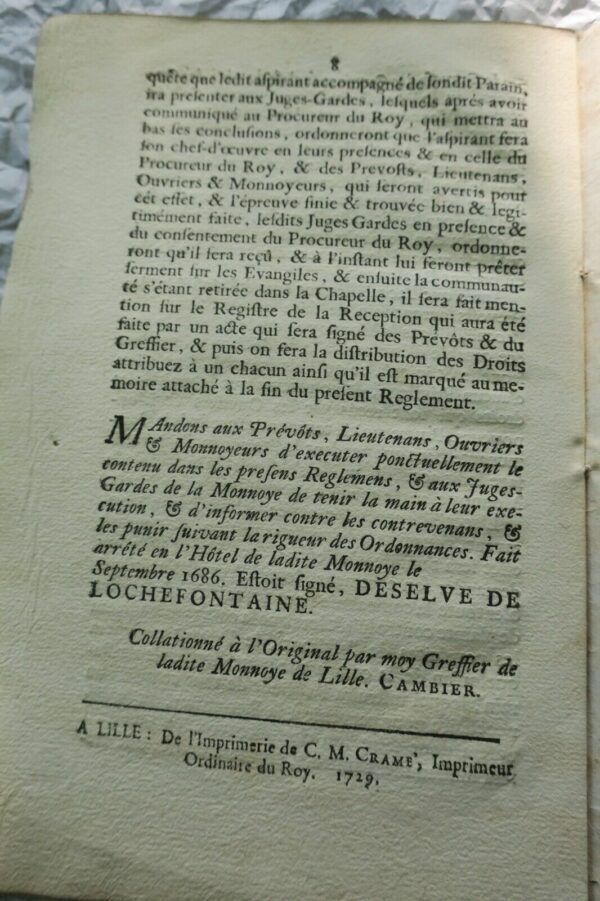 8
quête que ledit aſpirant accompagné de ſondit Parain,
ira preſenter aux Juges-Gardes, leſquels aprés avoir
communiqué au Procureur du Roy, qui mettra au
bas ſes concluſions, ordonneront que l'aſpirant fera
ſon chef-d'œuvre en leurs preſences & en celle du
Procureur du Roy, & des Prevoſts, Lieutenans,
Ouvriers & Monnoyeurs, qui ſeront avertis pour
cét effet, & l'épreuve finie & trouvée bien & legi-
timément faite, leſdits Juges Gardes en preſence &
du conſentement du Procureur du Roy, ordonne-
ront qu'il ſera reçû, & à l'inſtant lui feront prêter
ſerment ſur les Evangiles, & enſuite la communau-
té s'étant retirée dans la Chapelle, il ſera fait men-
tion ſur le Regiſtre de la Reception qui aura été
faite par un acte qui ſera ſigné des Prevôts & du
Greffier, & puis on fera la diſtribution des Droits
attribuez à un chacun ainſi qu'il eſt marqué au me-
moire attaché à la fin du preſent Reglement.
MAndons aux Prévôts, Lieutenans, Ouvriers
& Monnoyeurs d'executer ponctuellement le
contenu dans les preſens Reglemens, & aux Juges-
Gardes de la Monnoye de tenir la main à leur exe-
cution, & d'informer contre les contrevenans, &
les punir ſuivant la rigueur des Ordonnances. Fait
arrété en l'Hôtel de ladite Monnoye le
Septembre 1686. Eſtoit ſigné, DESELVE DE
LOCHEFONTAINE.
Collationné à l'Original par moy Greffier de
ladite Monnoye de Lille. CAMBIER.
A LILLE: De l'Imprimerie de C. M. CRAME', Imprimeur
Ordinaire du Roy. 1729.